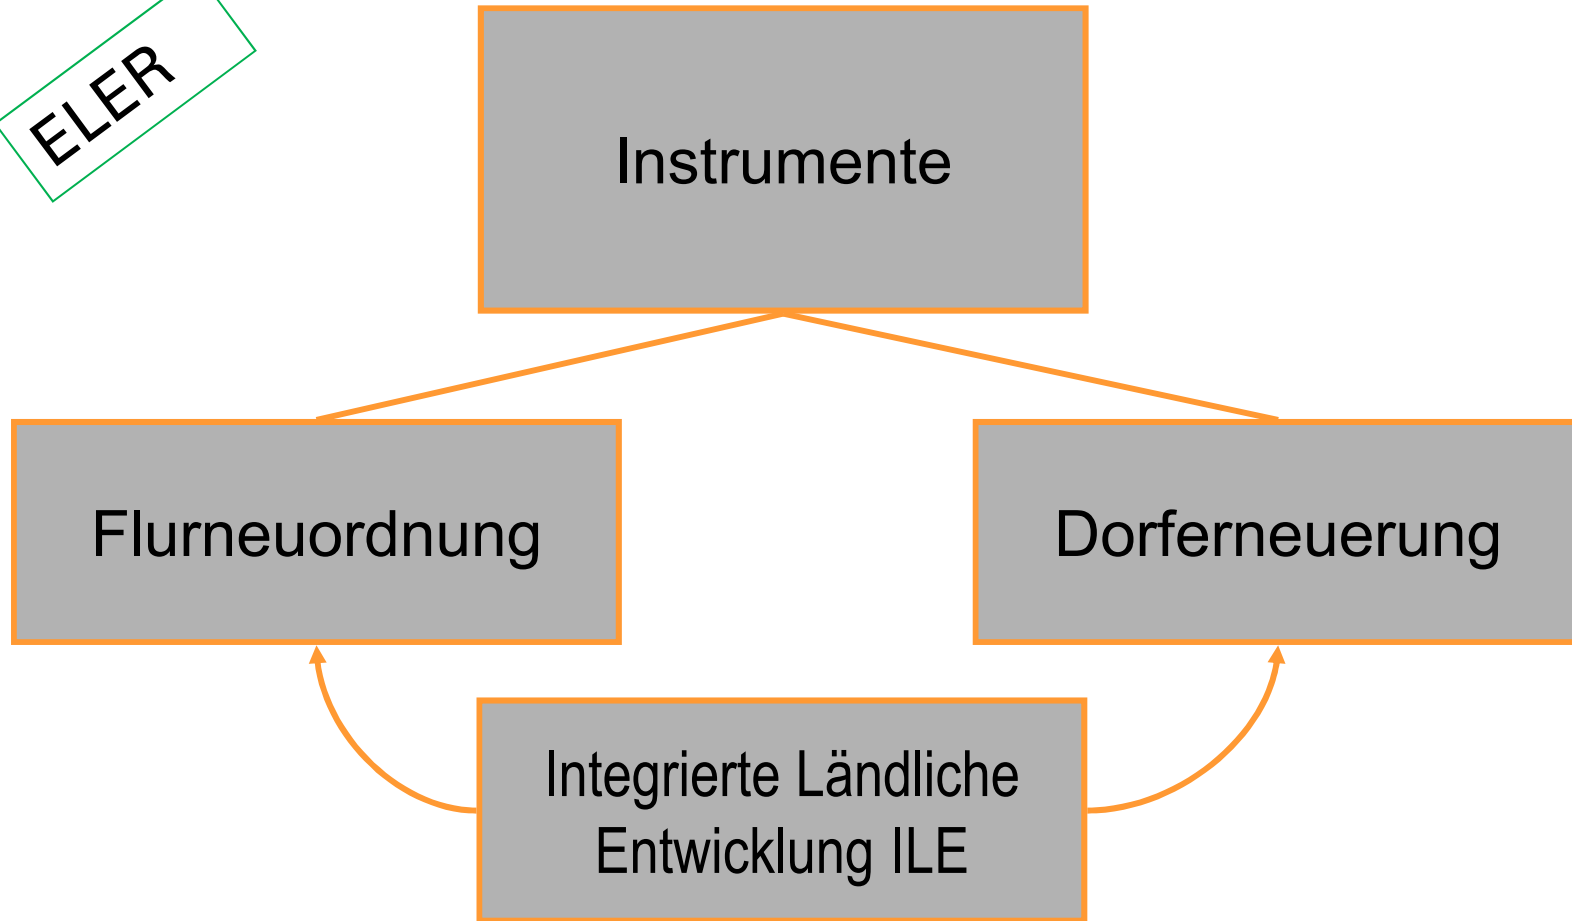 ELER
Instrumente
Flurneuordnung
Dorferneuerung
Integrierte Ländliche
Entwicklung ILE